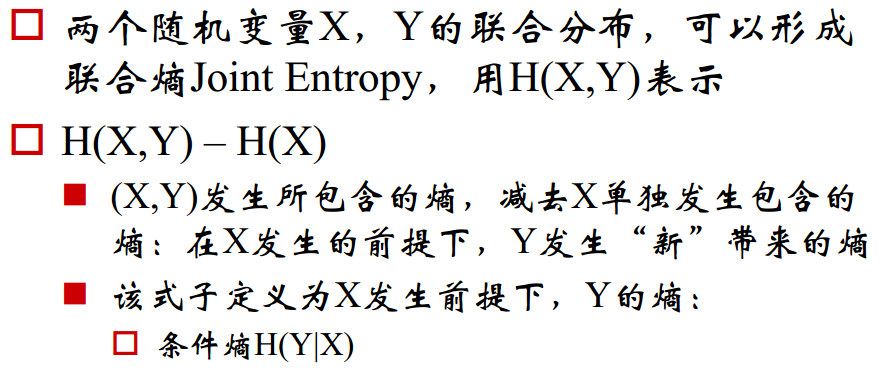 两个随机变量X，Y的联合分布，可以形成
联合熵Joint Entropy，用H(X,Y)表示
H(X,Y) – H(X)
(X,Y)发生所包含的熵，减去X单独发生包含的
熵：在X发生的前提下，Y发生“新”带来的熵
该式子定义为X发生前提下，Y的熵：
条件熵H(Y|X)